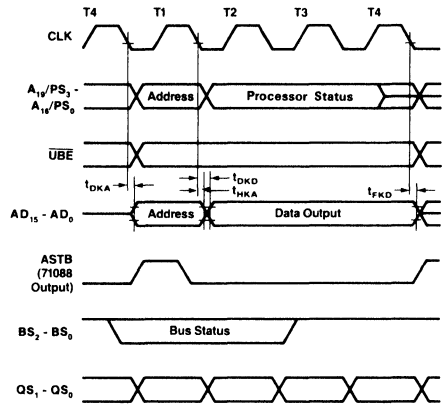 T4 T1 T2 T3 T4
CLK
A19/PS3 -
A16/PS0
Address
Processor Status
UBE
tDKA
tDKD
tHKA
tFKD
AD15 - AD0
Address
Data Output
ASTB
(71088
Output)
BS2 - BS0
Bus Status
QS1 - QS0